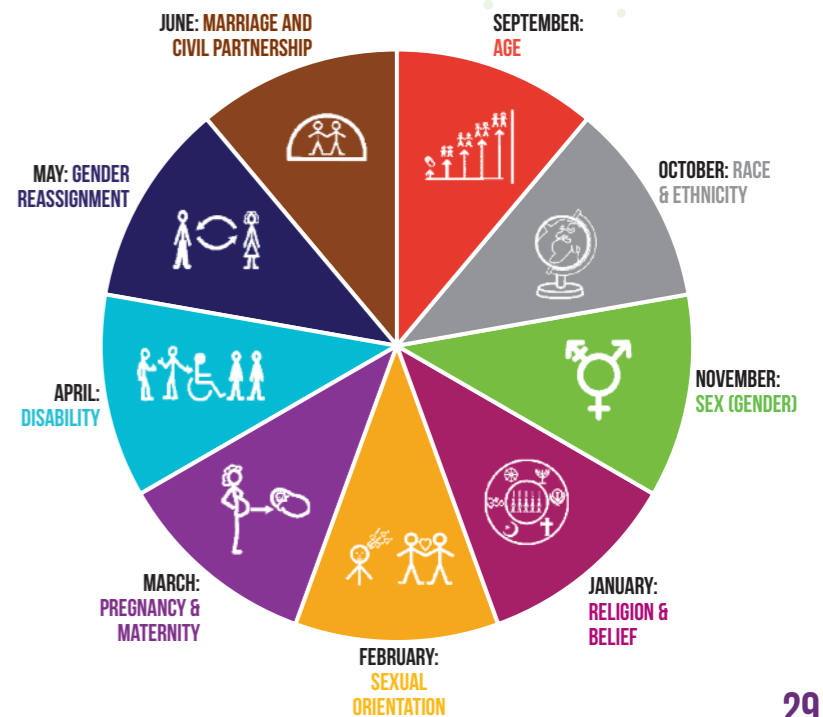 JUNE: MARRIAGE AND
CIVIL PARTNERSHIP
SEPTEMBER:
AGE
OCTOBER: RACE
& ETHNICITY
NOVEMBER:
SEX (GENDER)
JANUARY:
RELIGION &
BELIEF
FEBRUARY:
SEXUAL
ORIENTATION
MARCH:
PREGNANCY &
MATERNITY
APRIL:
DISABILITY
MAY: GENDER
REASSIGNMENT
29